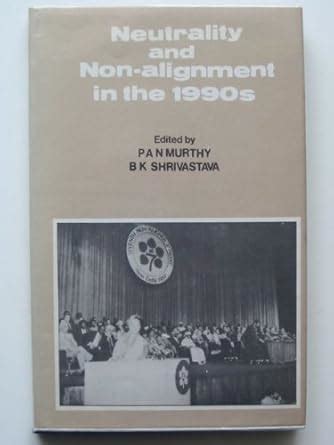 Neutrality
and
Non-alignment
in the 1990s
Edited by
P A N MURTHY
B K SHRIVASTAVA